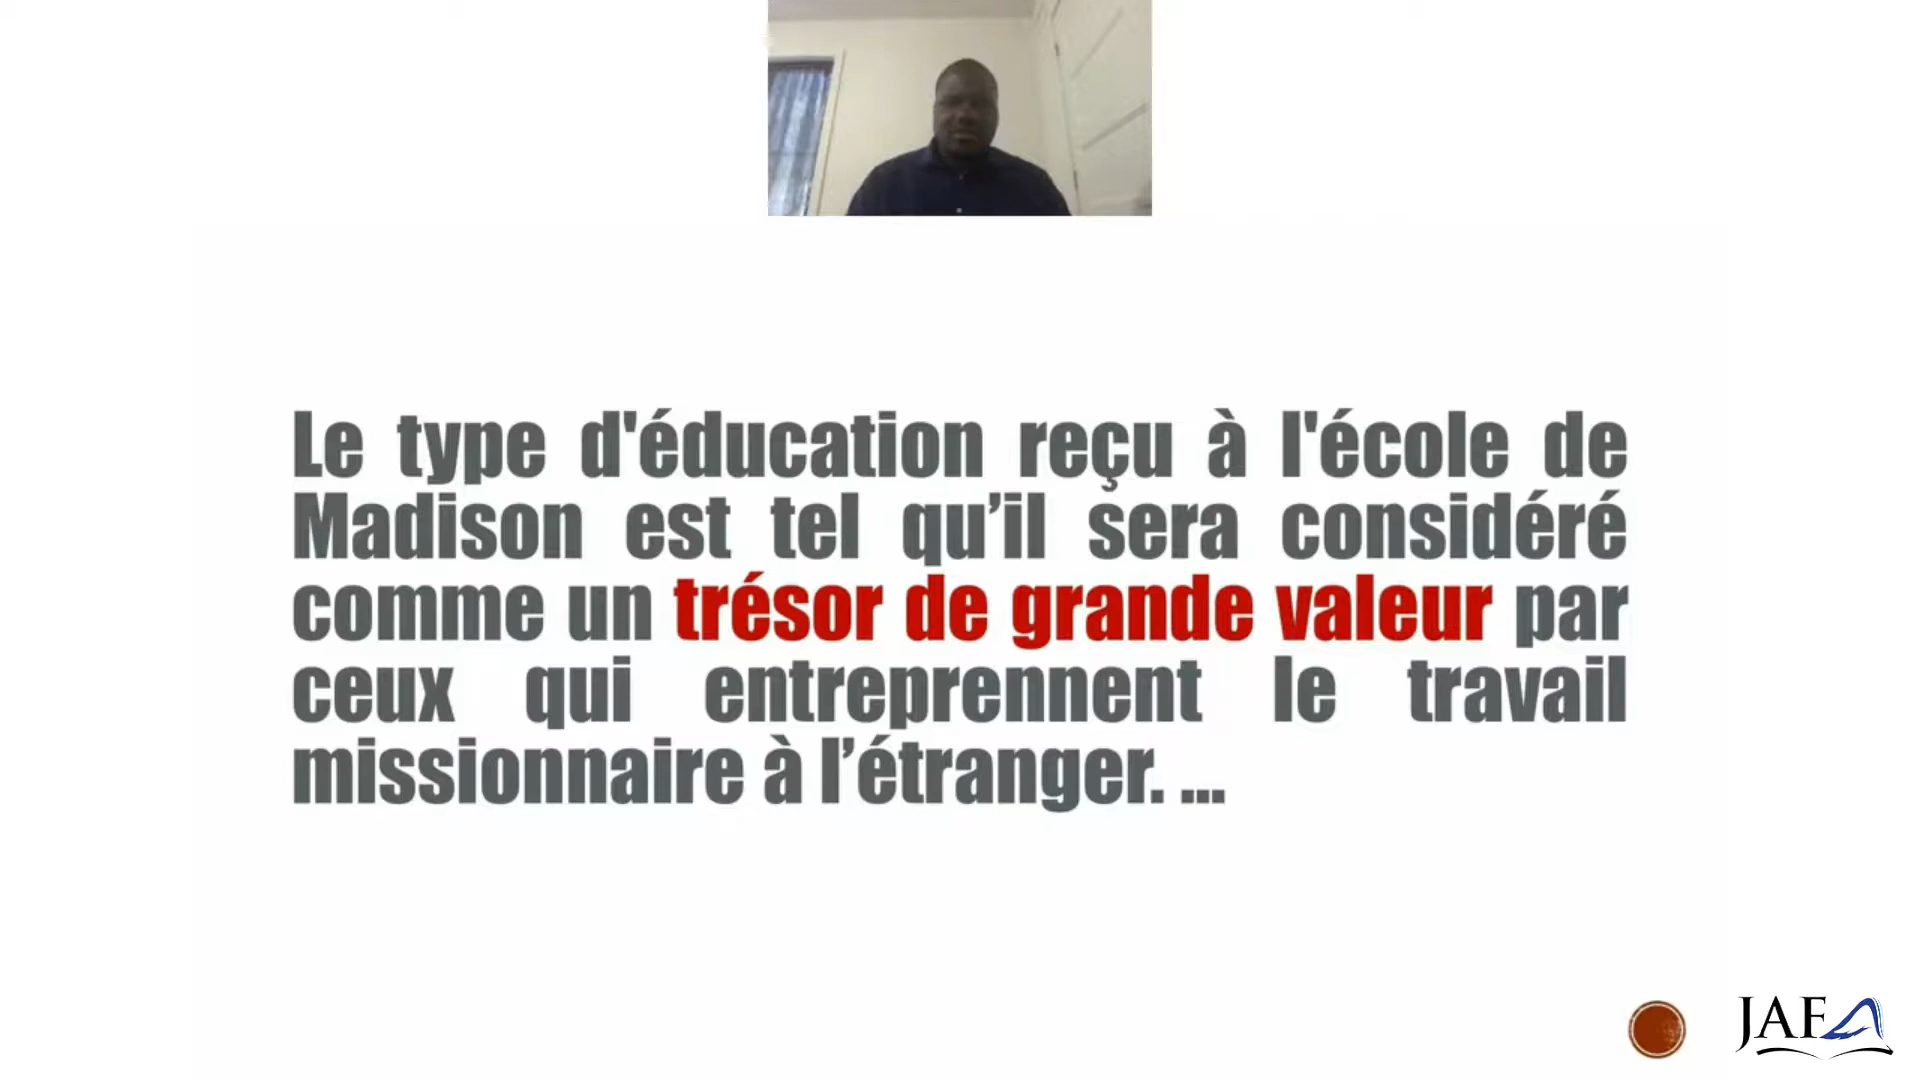 Le type d'éducation reçu à l'école de
Madison est tel qu’il sera considéré
comme un trésor de grande valeur par
ceux qui entreprennent le travail
missionnaire à l’étranger. ...
JAFA